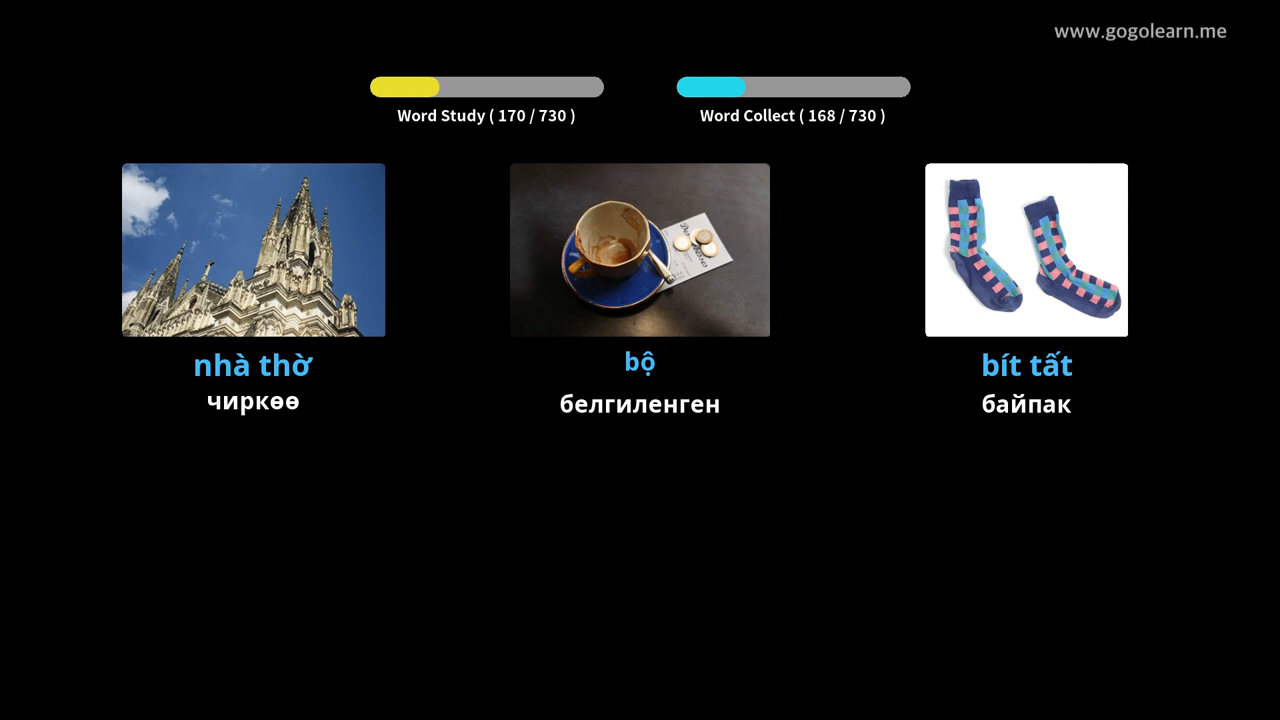 www.gogolearn.me
Word Study ( 170 / 730 )
Word Collect ( 168 / 730 )
nhà thờ
bộ
bít tất
чиркөө
белгиленген
байпак